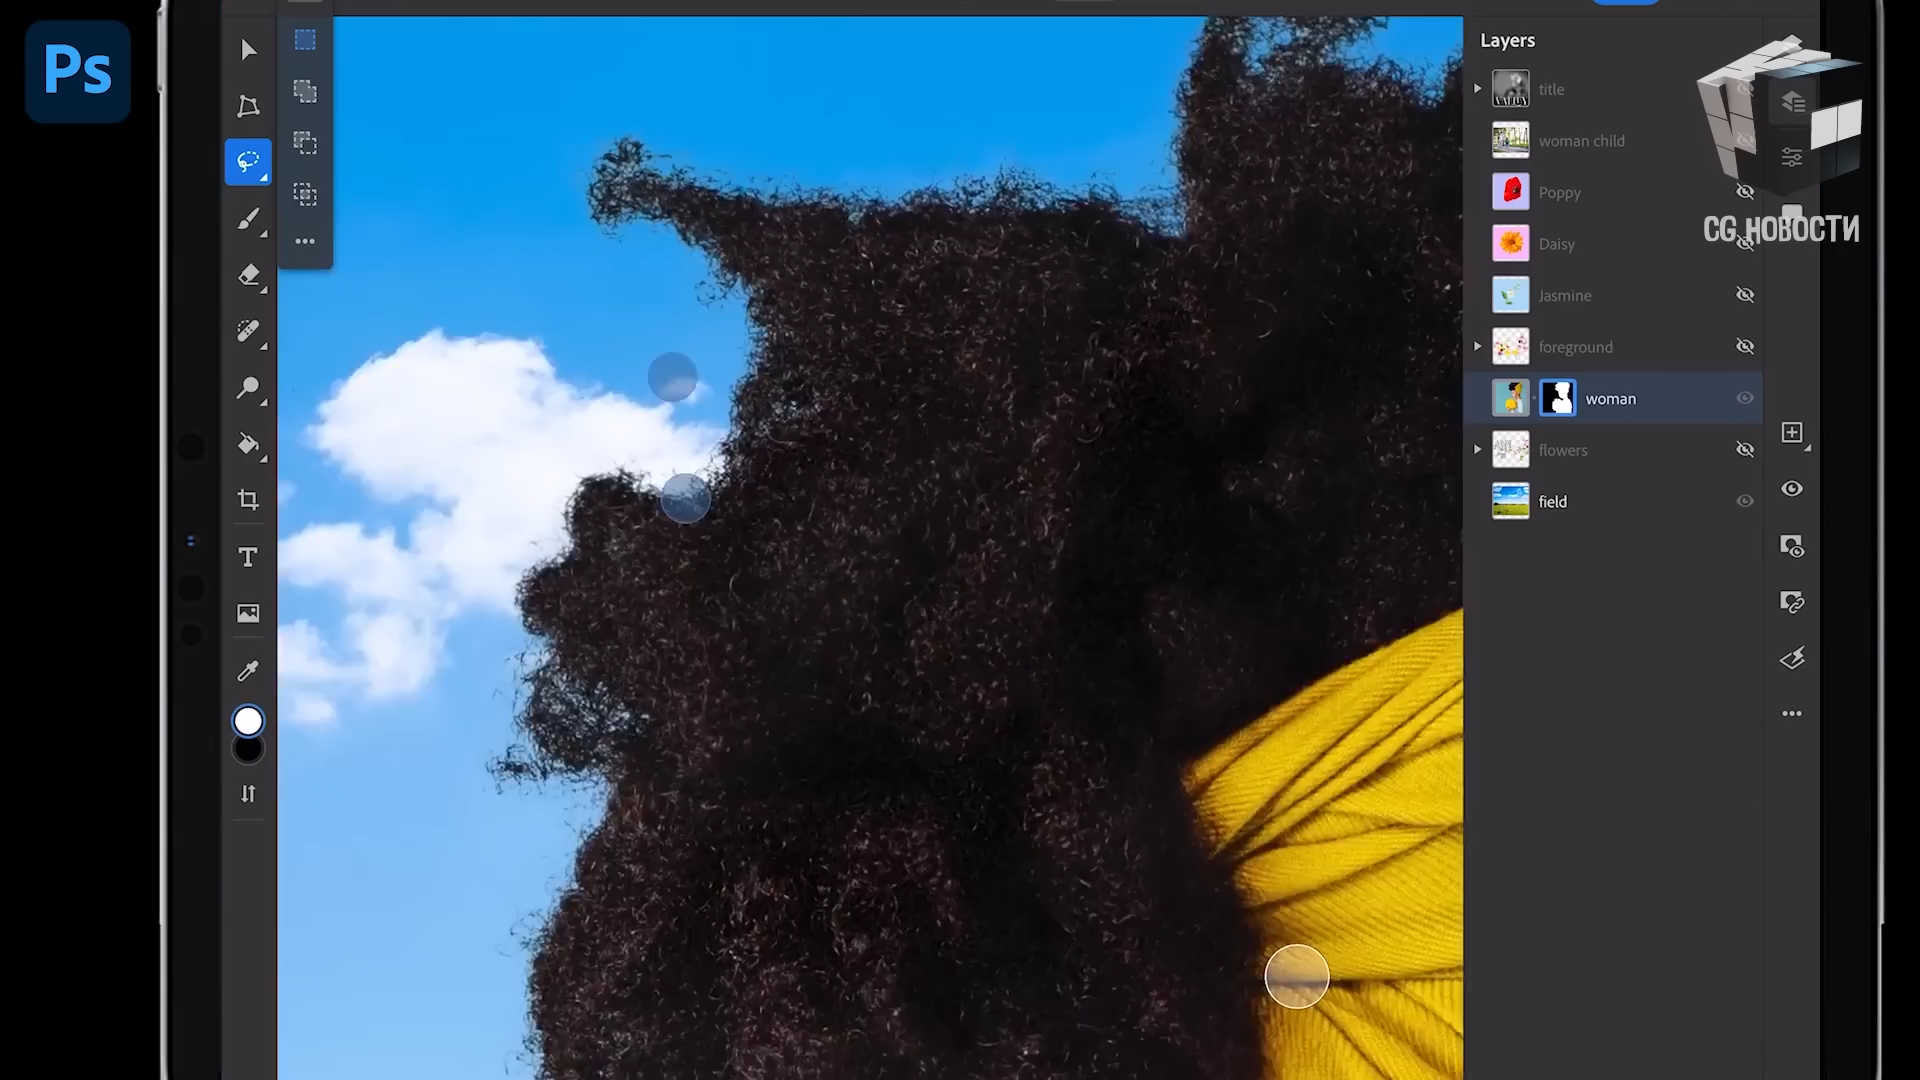 Ps
Layers
title
woman child
Poppy
Daisy
Jasmine
foreground
woman
flowers
field
CG НОВОСТИ
T